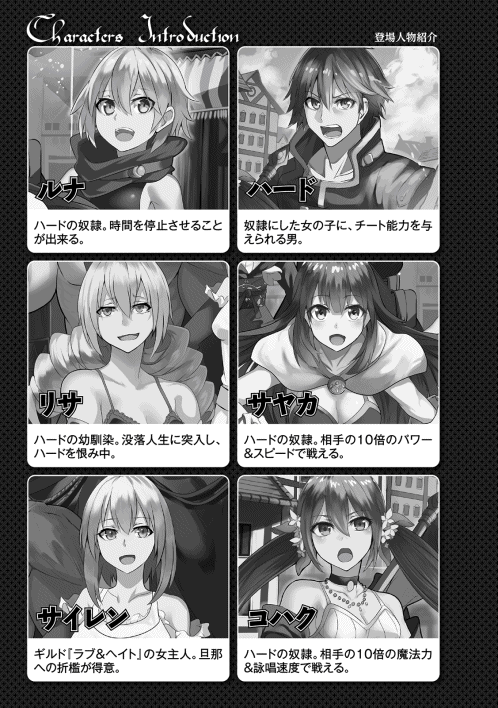 Characters Introduction
登場人物紹介
ルナ
ハードの奴隷。時間を停止させること
が出来る。
ハード
奴隷にした女の子に、チート能力を与
えられる男。
リサ
ハードの幼馴染。没落人生に突入し、
ハードを恨み中。
サヤカ
ハードの奴隷。相手の10倍のパワー
&スピードで戦える。
サイレン
ギルド『ラブ&ヘイト』の女主人。旦那
への折檻が得意。
コハク
ハードの奴隷。相手の10倍の魔法力
&詠唱速度で戦える。